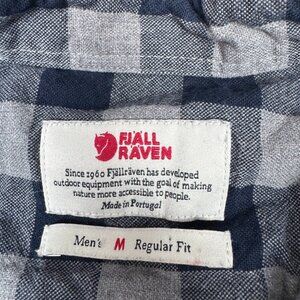 FJÄLL
RÄVEN
Since 1960 Fjällräven has developed
outdoor equipment with the goal of making
nature more accessible to people.
Made in Portugal
Men's M Regular Fit